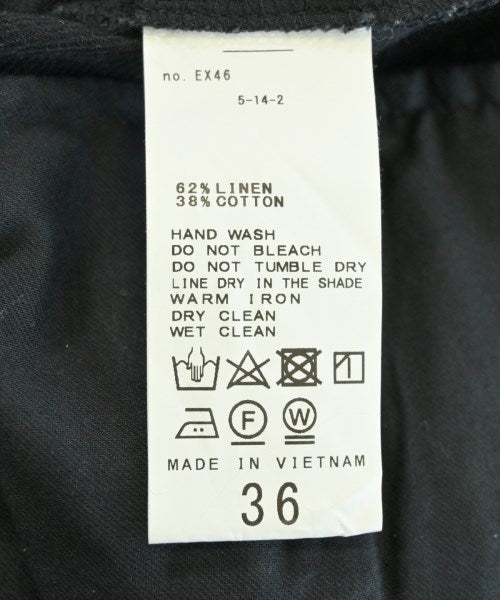 no. EX46
5-14-2
62% LINEN
38% COTTON
HAND WASH
DO NOT BLEACH
DO NOT TUMBLE DRY
LINE DRY IN THE SHADE
WARM IRON
DRY CLEAN
WET CLEAN
F W
MADE IN VIETNAM
36